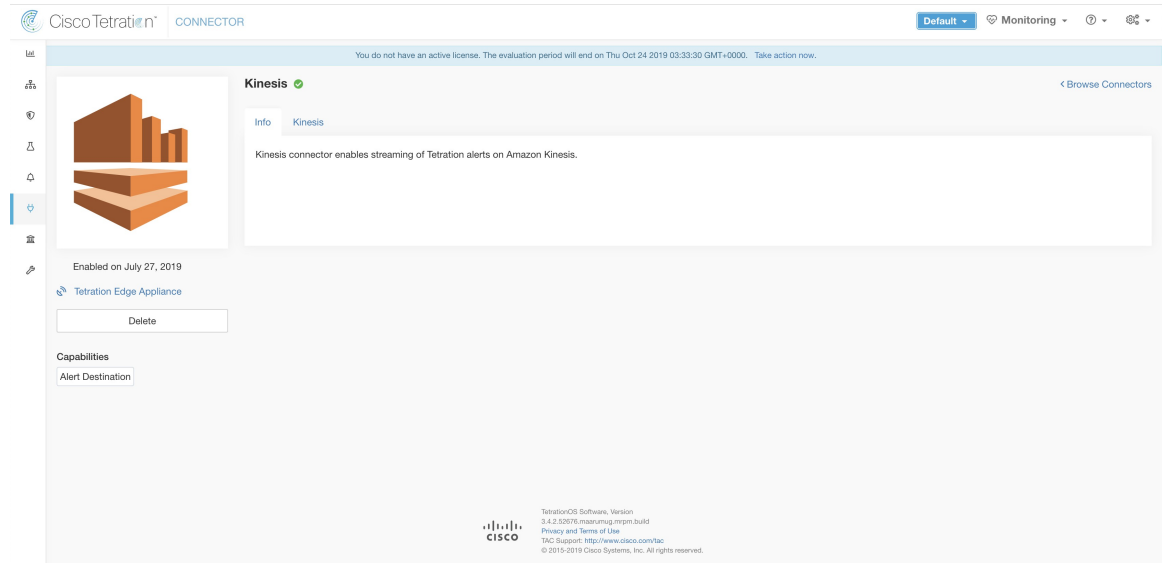 Cisco Tetration™ CONNECTOR Default Monitoring
You do not have an active license. The evaluation period will end on Thu Oct 24 2019 03:33:30 GMT+0000. Take action now.
Kinesis
< Browse Connectors
Info Kinesis
Kinesis connector enables streaming of Tetration alerts on Amazon Kinesis.
Enabled on July 27, 2019
Tetration Edge Appliance
Delete
Capabilities
Alert Destination
CISCO
TetrationOS Software, Version
3.4.2.52676.maarumug.mrpm.build
Privacy and Terms of Use
TAC Support: http://www.cisco.com/tac
© 2015-2019 Cisco Systems, Inc. All rights reserved.